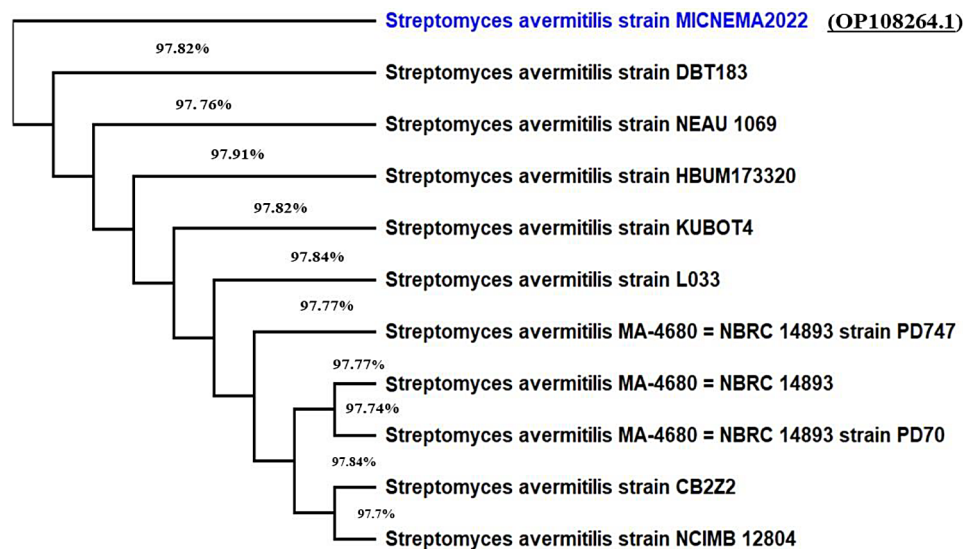 Streptomyces avermitilis strain MICNEMA2022 (OP108264.1)
97.82%
Streptomyces avermitilis strain DBT183
97. 76%
Streptomyces avermitilis strain NEAU 1069
97.91%
Streptomyces avermitilis strain HBUM173320
97.82%
Streptomyces avermitilis strain KUBOT4
97.84%
Streptomyces avermitilis strain L033
97.77%
Streptomyces avermitilis MA-4680 = NBRC 14893 strain PD747
97.77%
Streptomyces avermitilis MA-4680 = NBRC 14893
97.74%
Streptomyces avermitilis MA-4680 = NBRC 14893 strain PD70
97.84%
Streptomyces avermitilis strain CB2Z2
97.7%
Streptomyces avermitilis strain NCIMB 12804